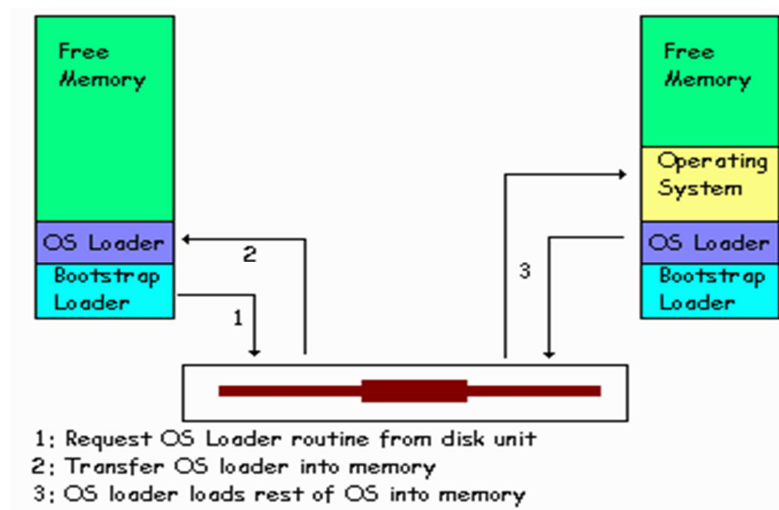 Free
Memory
OS Loader
Bootstrap
Loader
1
2
3
Free
Memory
Operating
System
OS Loader
Bootstrap
Loader
1: Request OS Loader routine from disk unit
2: Transfer OS loader into memory
3: OS loader loads rest of OS into memory